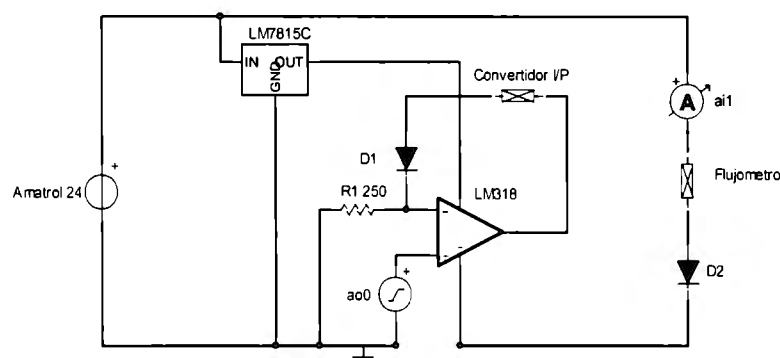 LM7815C
IN OUT
GND
Convertidor I/P
A
ai1
D1
Amatrol 24
R1 250
LM318
Flujometro
ao0
D2